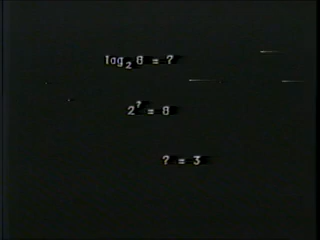 log₂ 8 = ?
2^? = 8
? = 3